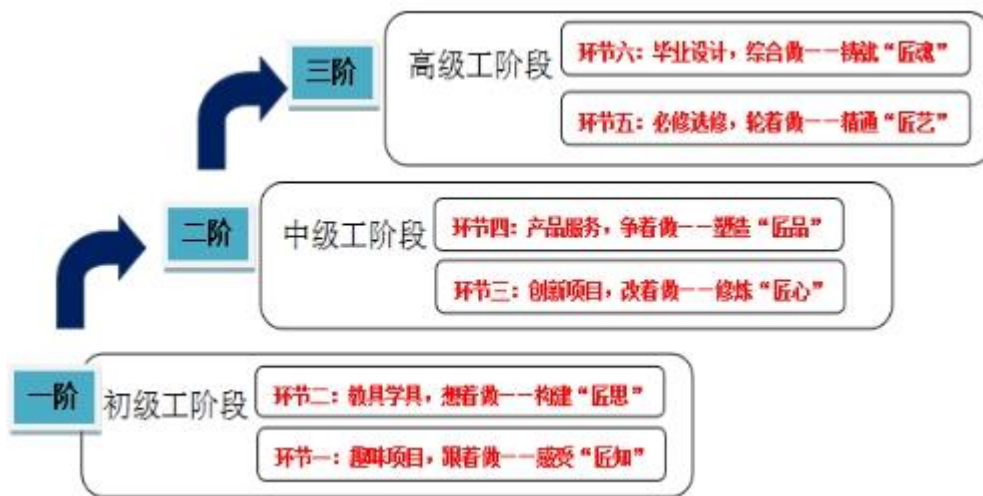 三阶
高级工阶段
环节六：毕业设计，综合做——铸就“匠魂”
环节五：必修选修，轮着做——精通“匠艺”
二阶
中级工阶段
环节四：产品服务，争着做——塑造“匠品”
环节三：创新项目，改着做——修炼“匠心”
一阶
初级工阶段
环节二：教具学具，想着做——构建“匠思”
环节一：趣味项目，跟着做——感受“匠知”